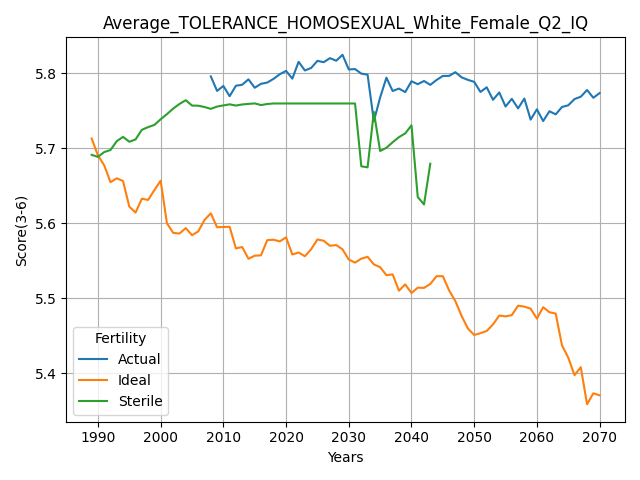 Average_TOLERANCE_HOMOSEXUAL_White_Female_Q2_IQ
5.8
5.7
5.6
5.5
5.4
Score(3-6)
Fertility
Actual
Ideal
Sterile
1990 2000 2010 2020 2030 2040 2050 2060 2070
Years